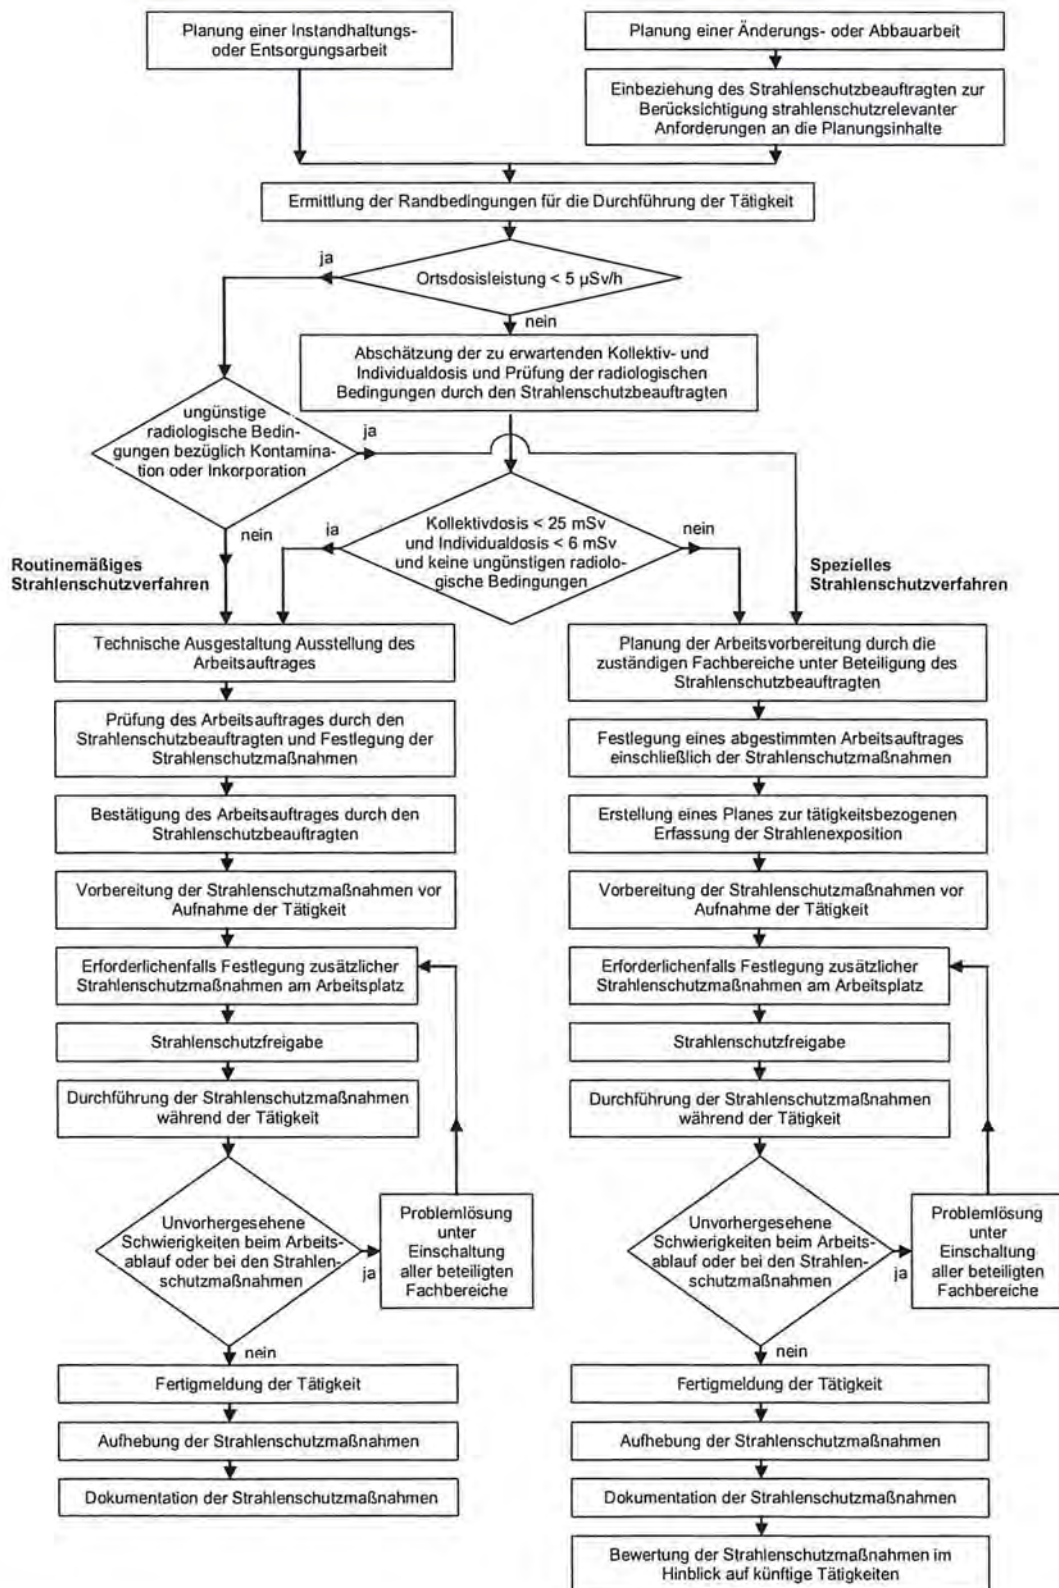 Planung einer Instandhaltungs-
oder Entsorgungsarbeit
Planung einer Änderungs- oder Abbauarbeit
Einbeziehung des Strahlenschutzbeauftragten zur
Berücksichtigung strahlenschutzrelevanter
Anforderungen an die Planungsinhalte
Ermittlung der Randbedingungen für die Durchführung der Tätigkeit
ja
Ortsdosisleistung < 5 µSv/h
nein
Abschätzung der zu erwartenden Kollektiv- und
Individualdosis und Prüfung der radiologischen
Bedingungen durch den Strahlenschutzbeauftragten
ungünstige
radiologische Bedin-
gungen bezüglich Kontamina-
tion oder Inkorporation
ja
nein
Kollektivdosis < 25 mSv
und Individualdosis < 6 mSv
und keine ungünstigen radiolo-
gische Bedingungen
ja
nein
Routinemäßiges
Strahlenschutzverfahren
Spezielles
Strahlenschutzverfahren
Technische Ausgestaltung Ausstellung des
Arbeitsauftrages
Prüfung des Arbeitsauftrages durch den
Strahlenschutzbeauftragten und Festlegung der
Strahlenschutzmaßnahmen
Bestätigung des Arbeitsauftrages durch den
Strahlenschutzbeauftragten
Vorbereitung der Strahlenschutzmaßnahmen vor
Aufnahme der Tätigkeit
Erforderlichenfalls Festlegung zusätzlicher
Strahlenschutzmaßnahmen am Arbeitsplatz
Strahlenschutzfreigabe
Durchführung der Strahlenschutzmaßnahmen
während der Tätigkeit
Unvorhergesehene
Schwierigkeiten beim Arbeits-
ablauf oder bei den Strahlen-
schutzmaßnahmen
ja
Problemlösung
unter
Einschaltung
aller beteiligten
Fachbereiche
nein
Fertigmeldung der Tätigkeit
Aufhebung der Strahlenschutzmaßnahmen
Dokumentation der Strahlenschutzmaßnahmen
Planung der Arbeitsvorbereitung durch die
zuständigen Fachbereiche unter Beteiligung des
Strahlenschutzbeauftragten
Festlegung eines abgestimmten Arbeitsauftrages
einschließlich der Strahlenschutzmaßnahmen
Erstellung eines Planes zur tätigkeitsbezogenen
Erfassung der Strahlenexposition
Vorbereitung der Strahlenschutzmaßnahmen vor
Aufnahme der Tätigkeit
Erforderlichenfalls Festlegung zusätzlicher
Strahlenschutzmaßnahmen am Arbeitsplatz
Strahlenschutzfreigabe
Durchführung der Strahlenschutzmaßnahmen
während der Tätigkeit
Unvorhergesehene
Schwierigkeiten beim Arbeits-
ablauf oder bei den Strahlen-
schutzmaßnahmen
ja
Problemlösung
unter
Einschaltung
aller beteiligten
Fachbereiche
nein
Fertigmeldung der Tätigkeit
Aufhebung der Strahlenschutzmaßnahmen
Dokumentation der Strahlenschutzmaßnahmen
Bewertung der Strahlenschutzmaßnahmen im
Hinblick auf künftige Tätigkeiten